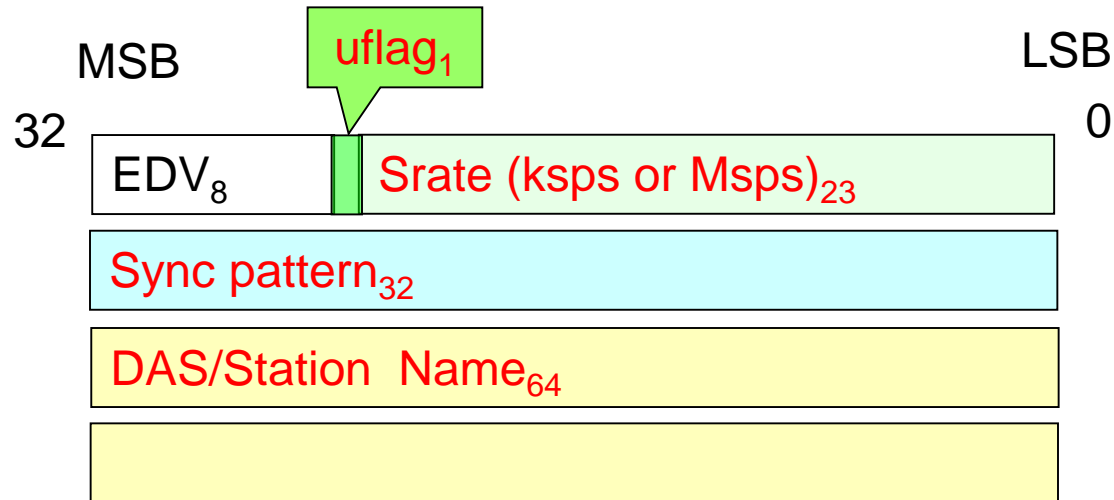 MSB
uflag1
LSB
32
0
EDV8
Srate (ksps or Msps)23
Sync pattern32
DAS/Station Name64